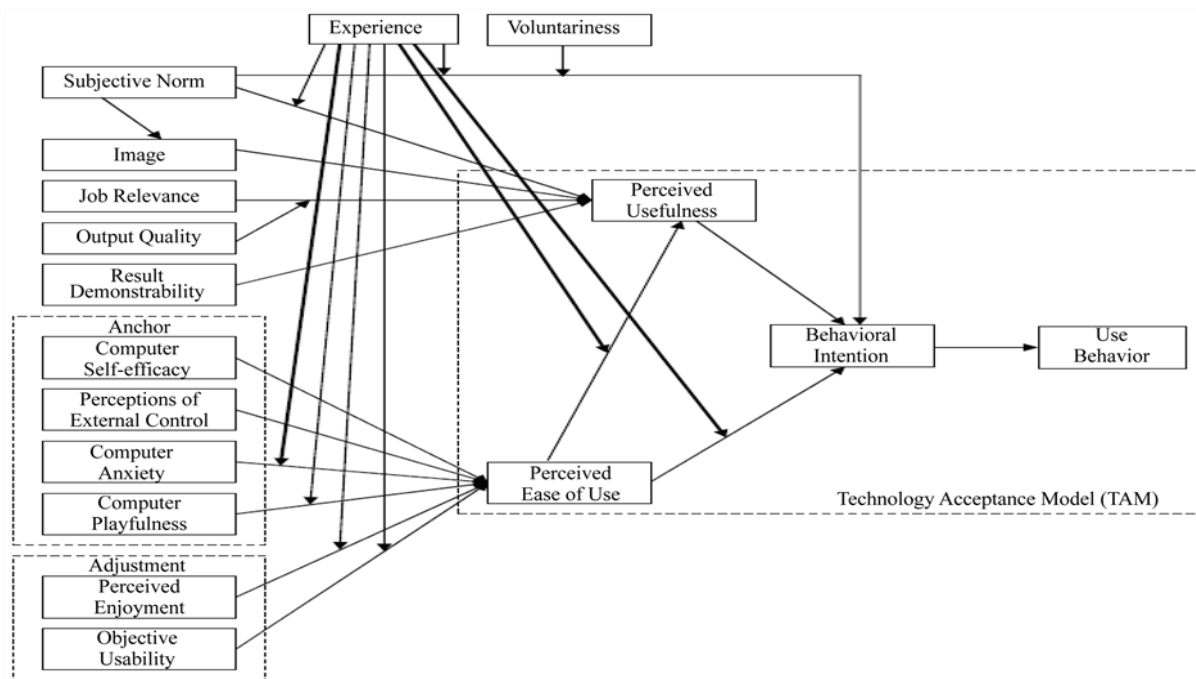 Experience
Voluntariness
Subjective Norm
Image
Job Relevance
Output Quality
Result
Demonstrability
Perceived
Usefulness
Anchor
Computer
Self-efficacy
Perceptions of
External Control
Computer
Anxiety
Computer
Playfulness
Behavioral
Intention
Use
Behavior
Perceived
Ease of Use
Technology Acceptance Model (TAM)
Adjustment
Perceived
Enjoyment
Objective
Usability